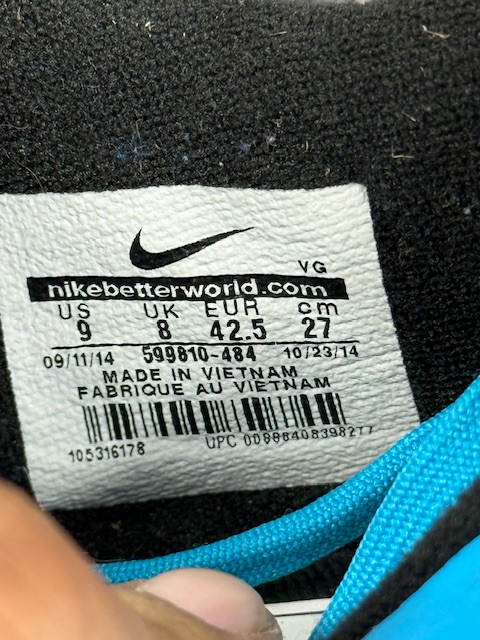 VG
nikebetterworld.com
US UK EUR cm
9 8 42.5 27
09/11/14 599810-484 10/23/14
MADE IN VIETNAM
FABRIQUE AU VIETNAM
105316178 UPC 00888408398277